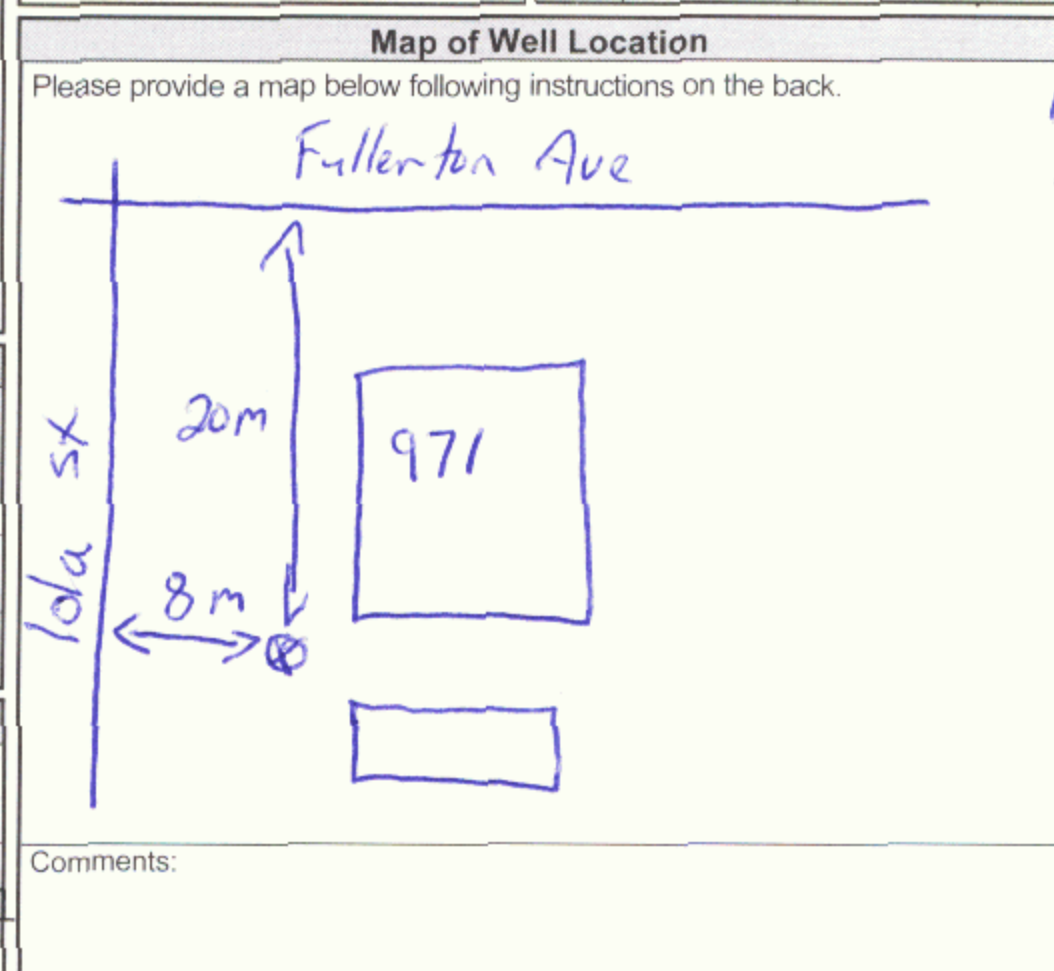 Map of Well Location
Please provide a map below following instructions on the back.
Fullerton Ave
20m
971
Iola st
8 m
Comments: